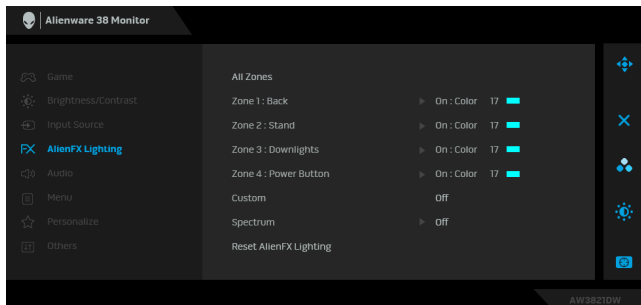 Alienware 38 Monitor
Game
Brightness/Contrast
Input Source
AlienFX Lighting
Audio
Menu
Personalize
Others
All Zones
Zone 1 : Back On : Color 17
Zone 2 : Stand On : Color 17
Zone 3 : Downlights On : Color 17
Zone 4 : Power Button On : Color 17
Custom Off
Spectrum Off
Reset AlienFX Lighting
AW3821DW